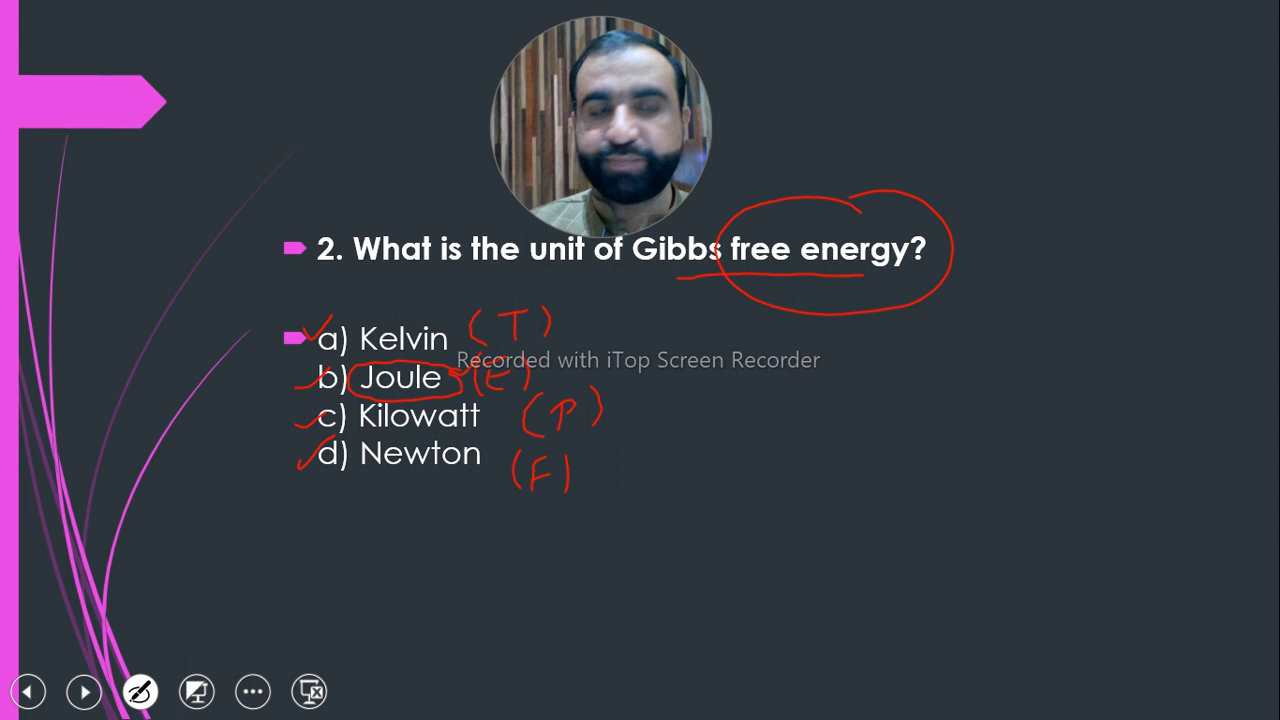 2. What is the unit of Gibbs free energy?
a) Kelvin (T)
Recorded with iTop Screen Recorder
b) Joule (E)
c) Kilowatt (P)
d) Newton (F)